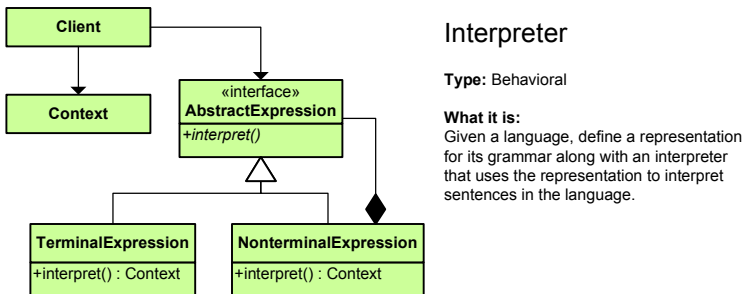 Client
Context
«interface»
AbstractExpression
+interpret()
TerminalExpression
+interpret() : Context
NonterminalExpression
+interpret() : Context
Interpreter
Type: Behavioral
What it is:
Given a language, define a representation
for its grammar along with an interpreter
that uses the representation to interpret
sentences in the language.